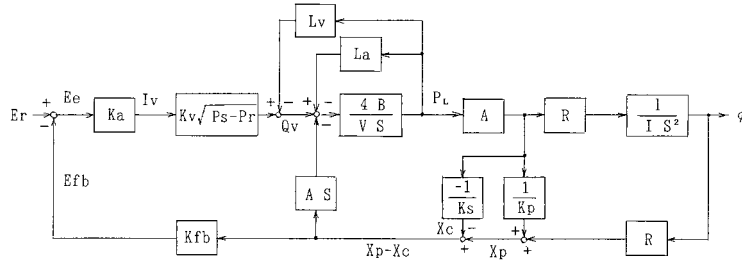 Lv
La
Er
+
−
Ee
Ka
Iv
Kv√Ps-Pr
+
−
Qv
+
−
−
4 B
V S
P_L
A
R
1
I S²
φ
Efb
A S
-1
Ks
1
Kp
Kfb
Xp-Xc
Xc
−
+
Xp
+
+
R